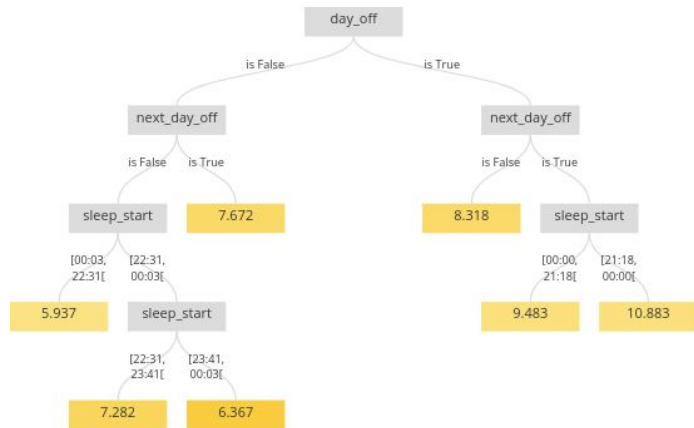 day_off
is False
is True
next_day_off
next_day_off
is False
is True
is False
is True
sleep_start
7.672
8.318
sleep_start
[00:03,
22:31[
[22:31,
00:03[
[00:00,
21:18[
[21:18,
00:00[
5.937
sleep_start
9.483
10.883
[22:31,
23:41[
[23:41,
00:03[
7.282
6.367